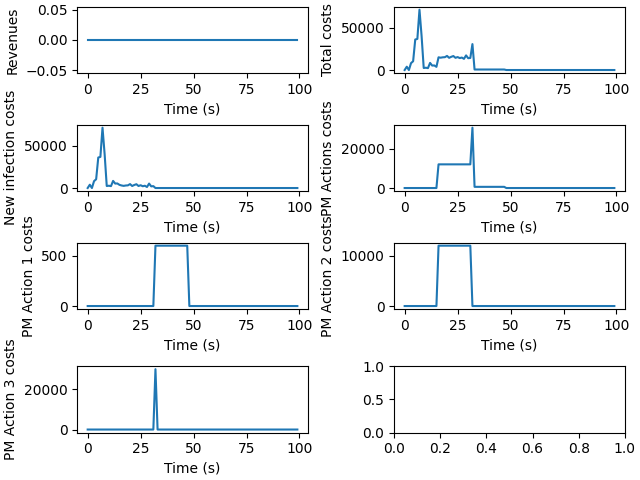 Revenues
0.05
0.00
−0.05
0 25 50 75 100
Time (s)
Total costs
50000
0
0 25 50 75 100
Time (s)
New infection costs
50000
0
0 25 50 75 100
Time (s)
PM Actions costs
20000
0
0 25 50 75 100
Time (s)
PM Action 1 costs
500
0
0 25 50 75 100
Time (s)
PM Action 2 costs
10000
0
0 25 50 75 100
Time (s)
PM Action 3 costs
20000
0
0 25 50 75 100
Time (s)
1.0
0.5
0.0
0.0 0.2 0.4 0.6 0.8 1.0